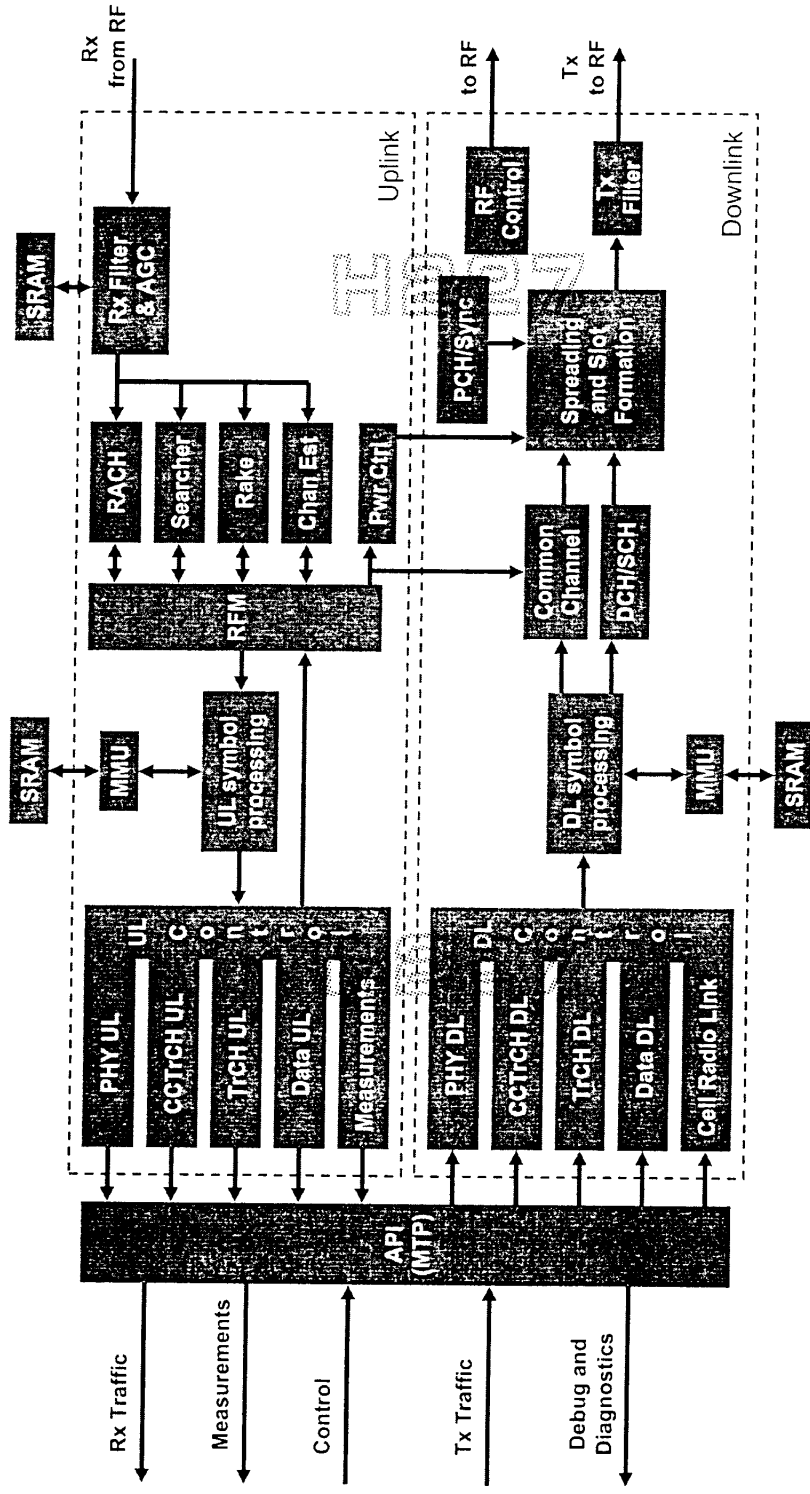 Rx Traffic
Measurements
Control
Tx Traffic
Debug and
Diagnostics
API
(MTP)
PHY UL
CCTrCH UL
TrCH UL
Data UL
Measurements
UL
Control
SRAM
MMU
UL symbol
processing
RFM
RACH
Searcher
Rake
Chan Est
Pwr Ctrl
SRAM
Rx Filter
& AGC
Rx
from RF
Uplink
PHY DL
CCTrCH DL
TrCH DL
Data DL
Cell Radio Link
DL
Control
DL symbol
processing
MMU
SRAM
Common
Channel
DCH/SCH
PCH/Sync
Spreading
and Slot
Formation
RF
Control
Tx
Filter
to RF
Tx
to RF
Downlink
H227